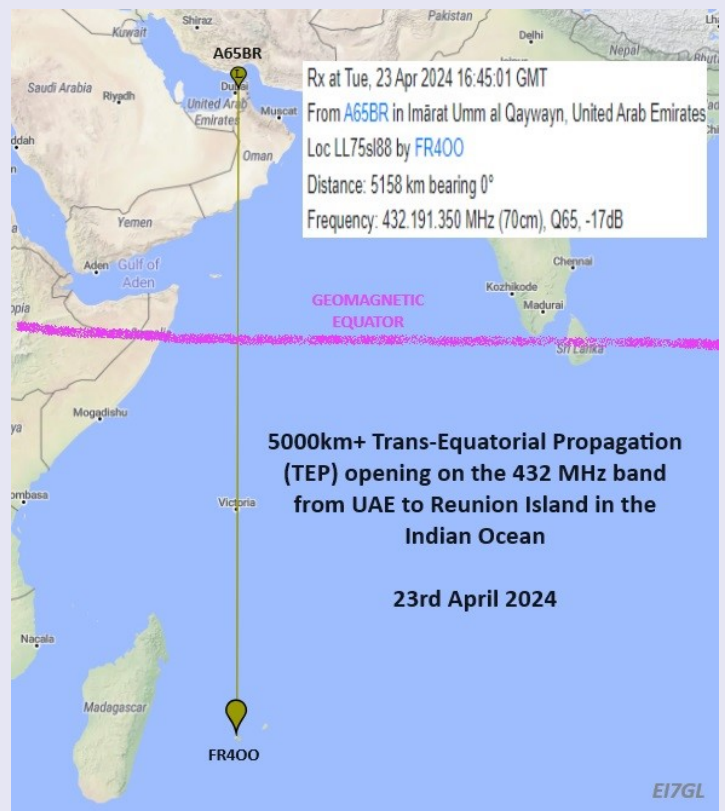 Kuwait
Shiraz
Pakistan
Delhi
Nepal
A65BR
Dubai
Saudi Arabia
Riyadh
United Arab
Emirates
Muscat
Oman
Rx at Tue, 23 Apr 2024 16:45:01 GMT
From A65BR in Imārat Umm al Qaywayn, United Arab Emirates
Loc LL75sl88 by FR4OO
Distance: 5158 km bearing 0°
Frequency: 432.191.350 MHz (70cm), Q65, -17dB
Yemen
Aden
Gulf of
Aden
Chennai
Kozhikode
Madurai
GEOMAGNETIC
EQUATOR
Sri Lanka
Mogadishu
5000km+ Trans-Equatorial Propagation
(TEP) opening on the 432 MHz band
from UAE to Reunion Island in the
Indian Ocean
Victoria
23rd April 2024
Nacala
Madagascar
FR4OO
EI7GL